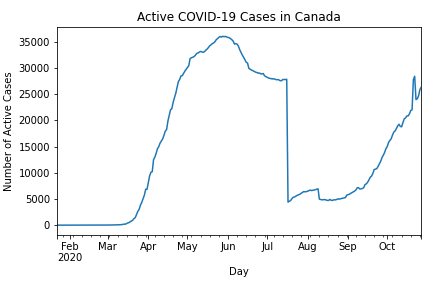 Active COVID-19 Cases in Canada
Number of Active Cases
35000
30000
25000
20000
15000
10000
5000
0
Feb Mar Apr May Jun Jul Aug Sep Oct
2020
Day